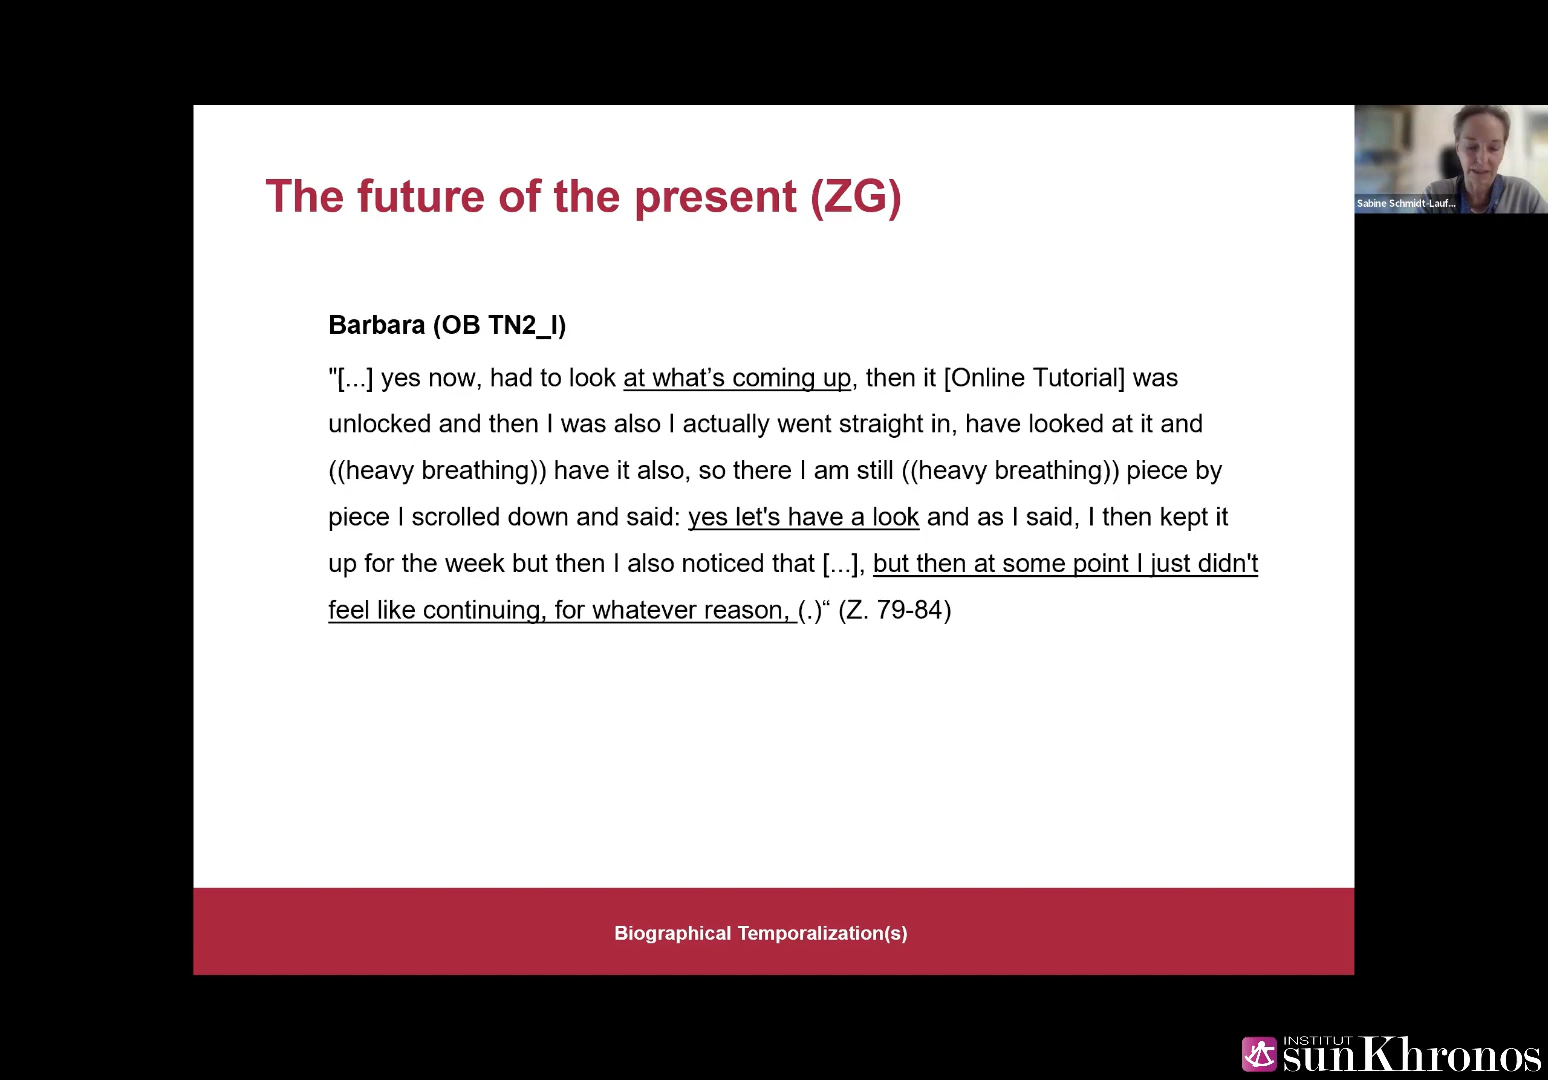 The future of the present (ZG)
Sabine Schmidt-Lauf...
Barbara (OB TN2_I)
"[...] yes now, had to look at what’s coming up, then it [Online Tutorial] was
unlocked and then I was also I actually went straight in, have looked at it and
((heavy breathing)) have it also, so there I am still ((heavy breathing)) piece by
piece I scrolled down and said: yes let's have a look and as I said, I then kept it
up for the week but then I also noticed that [...], but then at some point I just didn't
feel like continuing, for whatever reason, (.)“ (Z. 79-84)
Biographical Temporalization(s)
INSTITUT
sunKhronos